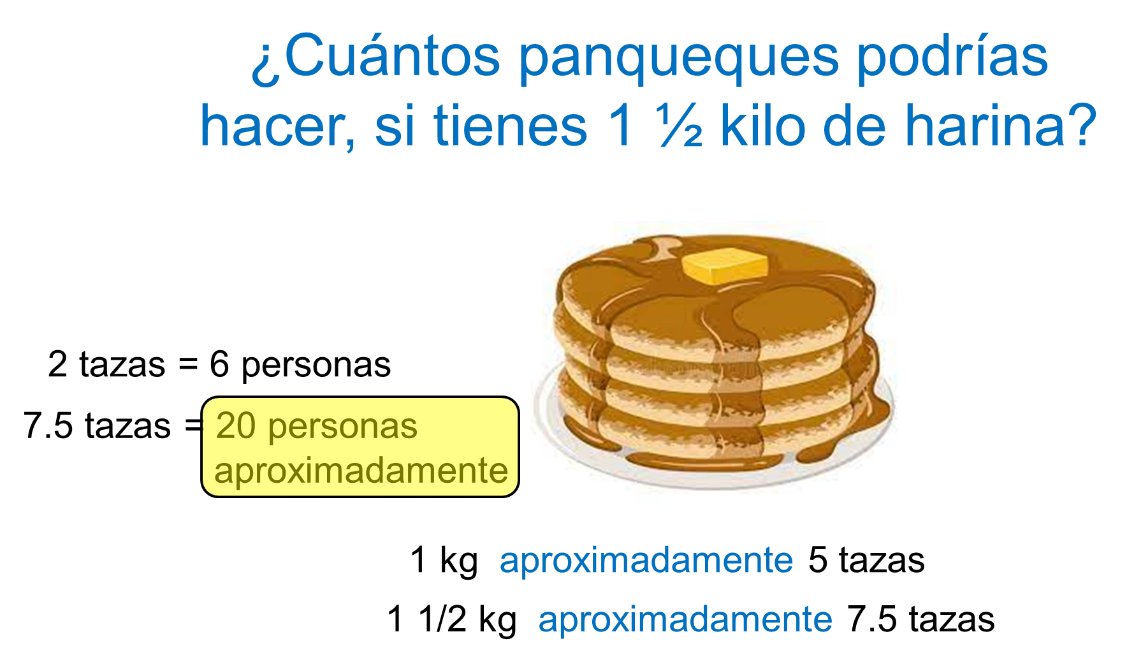 ¿Cuántos panqueques podrías
hacer, si tienes 1 ½ kilo de harina?
2 tazas = 6 personas
7.5 tazas = 20 personas
aproximadamente
1 kg aproximadamente 5 tazas
1 1/2 kg aproximadamente 7.5 tazas